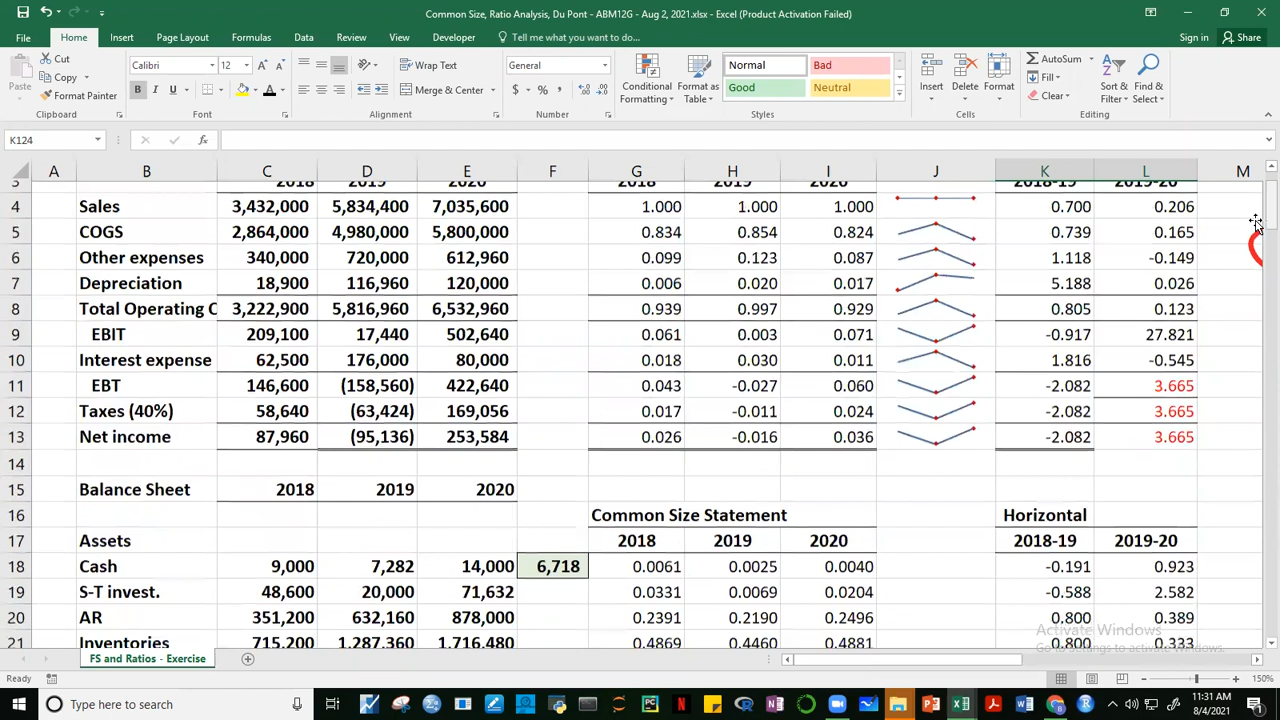 Common Size, Ratio Analysis, Du Pont - ABM12G - Aug 2, 2021.xlsx - Excel (Product Activation Failed)
File Home Insert Page Layout Formulas Data Review View Developer Tell me what you want to do... Sign in Share
Paste Cut Copy Format Painter Clipboard
Calibri 12 B I U Font
Wrap Text Merge & Center Alignment
General $ % , Number
Conditional Formatting Format as Table Normal Bad Good Neutral Styles
Insert Delete Format Cells
AutoSum Fill Clear Sort & Filter Find & Select Editing
K124 fx
A B C D E F G H I J K L M
3 2018 2019 2020 2018 2019 2020 2018-19 2019-20
4 Sales 3,432,000 5,834,400 7,035,600 1.000 1.000 1.000 0.700 0.206
5 COGS 2,864,000 4,980,000 5,800,000 0.834 0.854 0.824 0.739 0.165
6 Other expenses 340,000 720,000 612,960 0.099 0.123 0.087 1.118 -0.149
7 Depreciation 18,900 116,960 120,000 0.006 0.020 0.017 5.188 0.026
8 Total Operating C 3,222,900 5,816,960 6,532,960 0.939 0.997 0.929 0.805 0.123
9 EBIT 209,100 17,440 502,640 0.061 0.003 0.071 -0.917 27.821
10 Interest expense 62,500 176,000 80,000 0.018 0.030 0.011 1.816 -0.545
11 EBT 146,600 (158,560) 422,640 0.043 -0.027 0.060 -2.082 3.665
12 Taxes (40%) 58,640 (63,424) 169,056 0.017 -0.011 0.024 -2.082 3.665
13 Net income 87,960 (95,136) 253,584 0.026 -0.016 0.036 -2.082 3.665
14
15 Balance Sheet 2018 2019 2020
16 Common Size Statement Horizontal
17 Assets 2018 2019 2020 2018-19 2019-20
18 Cash 9,000 7,282 14,000 6,718 0.0061 0.0025 0.0040 -0.191 0.923
19 S-T invest. 48,600 20,000 71,632 0.0331 0.0069 0.0204 -0.588 2.582
20 AR 351,200 632,160 878,000 0.2391 0.2190 0.2496 0.800 0.389
21 Inventories 715,200 1,287,360 1,716,480 0.4869 0.4460 0.4881 0.800 0.333
Activate Windows
Go to Settings to activate Windows.
FS and Ratios - Exercise
Ready 150%
Type here to search 11:31 AM
8/4/2021